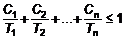 C₁/T₁ + C₂/T₂ + ... + Cₙ/Tₙ ≤ 1